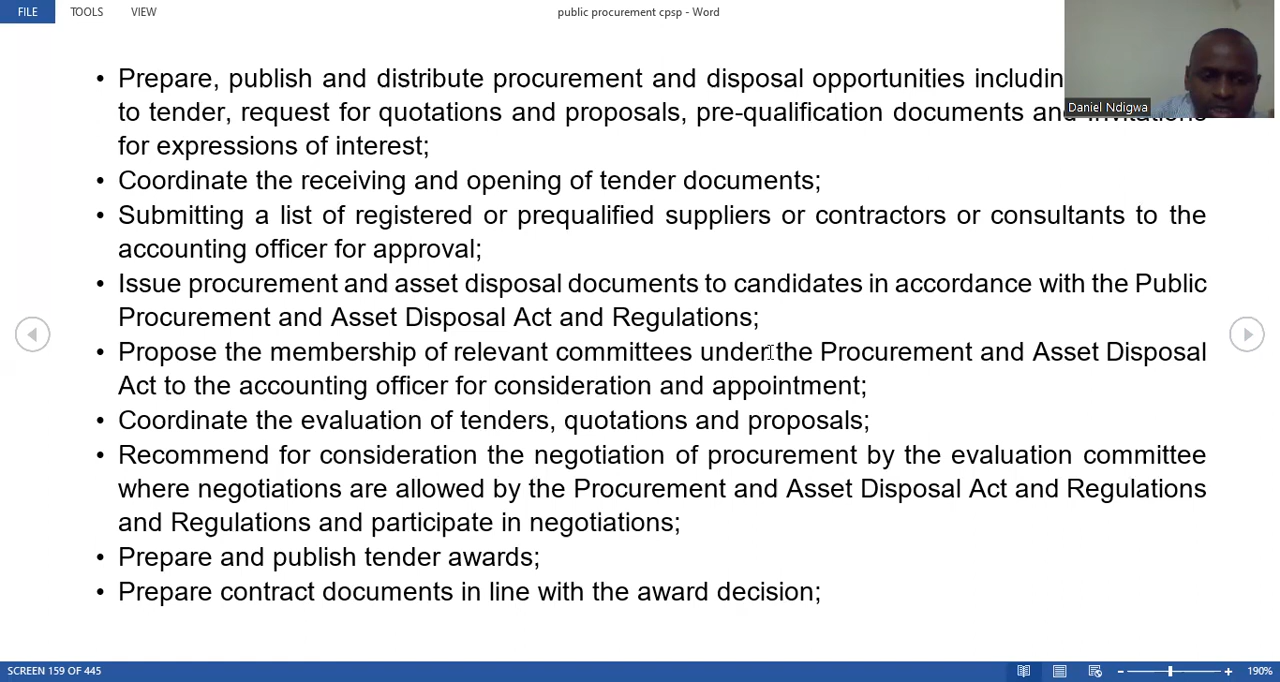 FILE TOOLS VIEW public procurement cpsp - Word
• Prepare, publish and distribute procurement and disposal opportunities
to tender, request for quotations and proposals, pre-qualification documents
for expressions of interest;
• Coordinate the receiving and opening of tender documents;
• Submitting a list of registered or prequalified suppliers or contractors or consultants to the
accounting officer for approval;
• Issue procurement and asset disposal documents to candidates in accordance with the Public
Procurement and Asset Disposal Act and Regulations;
• Propose the membership of relevant committees under the Procurement and Asset Disposal
Act to the accounting officer for consideration and appointment;
• Coordinate the evaluation of tenders, quotations and proposals;
• Recommend for consideration the negotiation of procurement by the evaluation committee
where negotiations are allowed by the Procurement and Asset Disposal Act and Regulations
and Regulations and participate in negotiations;
• Prepare and publish tender awards;
• Prepare contract documents in line with the award decision;
Daniel Ndigwa
SCREEN 159 OF 445
190%